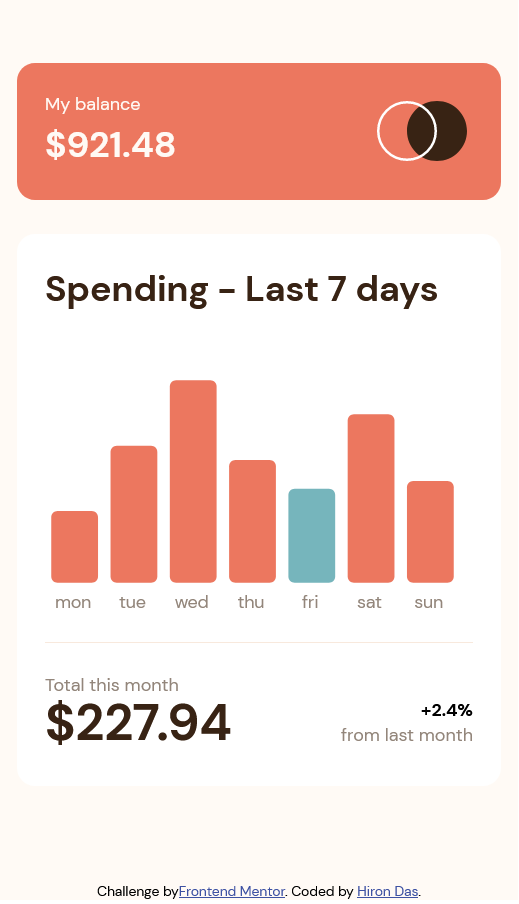 My balance
$921.48
Spending - Last 7 days
mon tue wed thu fri sat sun
Total this month
$227.94
+2.4%
from last month
Challenge byFrontend Mentor. Coded by Hiron Das.